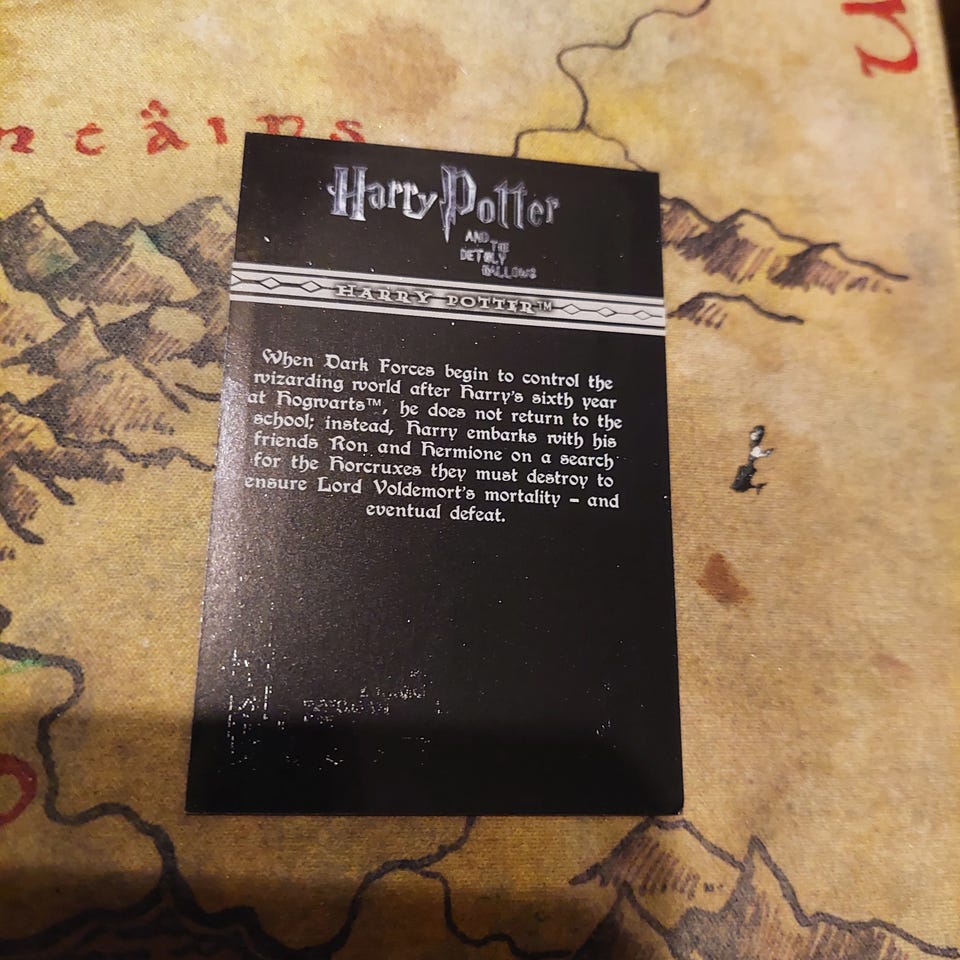 ntains
n
Harry Potter
AND THE
DEATHLY
HALLOWS
HARRY POTTER™
When Dark Forces begin to control the
wizarding world after Harry's sixth year
at Hogwarts™, he does not return to the
school; instead, Harry embarks with his
friends Ron and Hermione on a search
for the Horcruxes they must destroy to
ensure Lord Voldemort's mortality – and
eventual defeat.